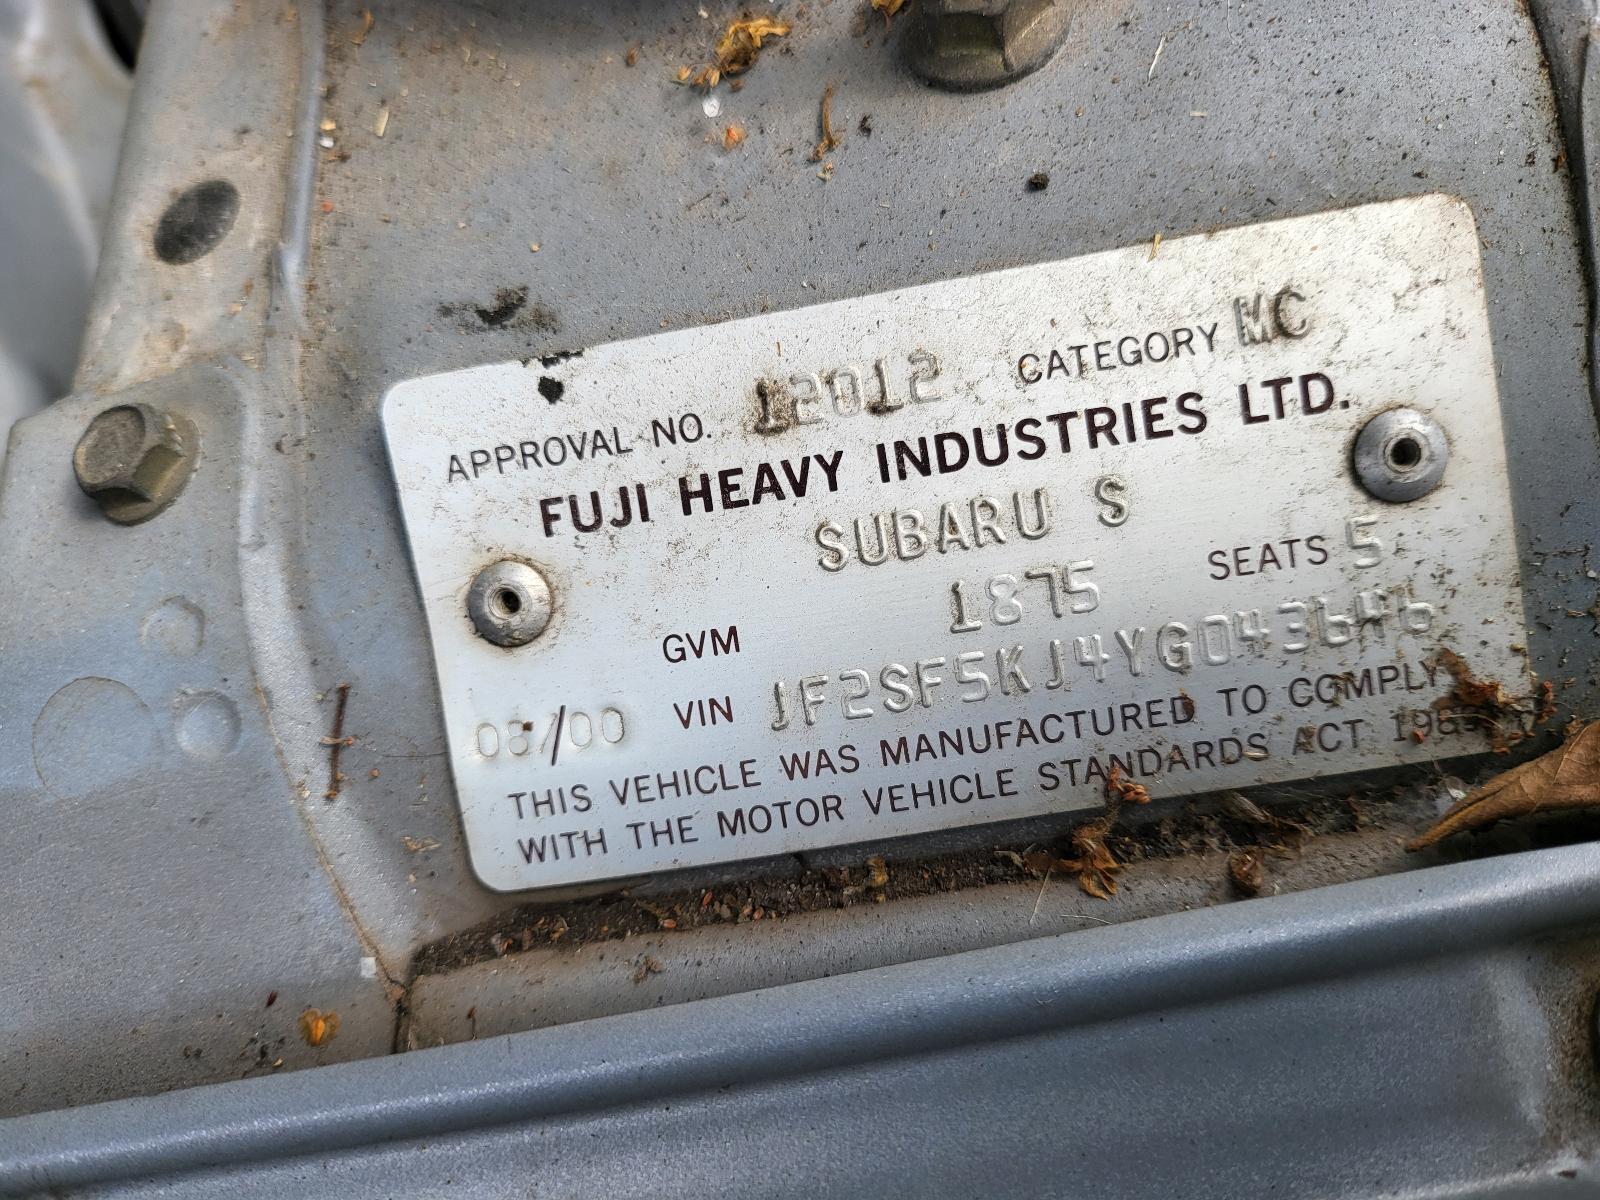 APPROVAL NO. 12012 CATEGORY MC
FUJI HEAVY INDUSTRIES LTD.
SUBARU S
1875 SEATS 5
GVM
08/00 VIN JF2SF5KJ4YG043646
THIS VEHICLE WAS MANUFACTURED TO COMPLY
WITH THE MOTOR VEHICLE STANDARDS ACT